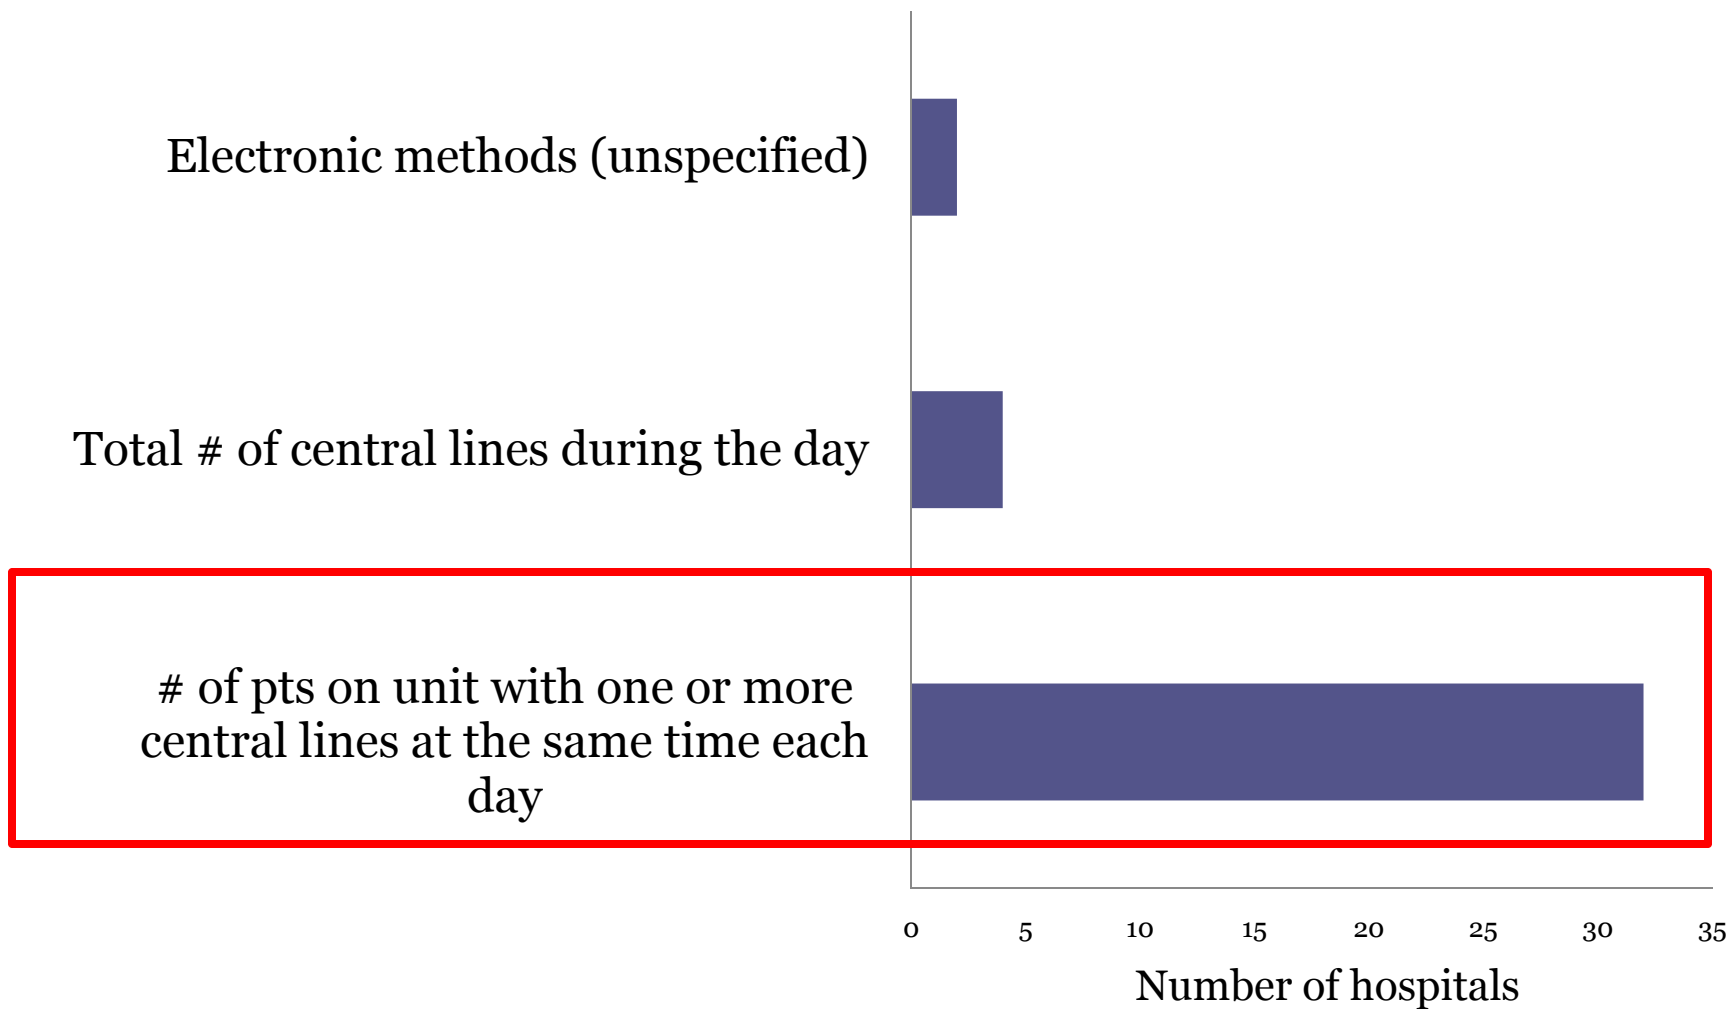 Electronic methods (unspecified)
Total # of central lines during the day
# of pts on unit with one or more
central lines at the same time each
day
0 5 10 15 20 25 30 35
Number of hospitals